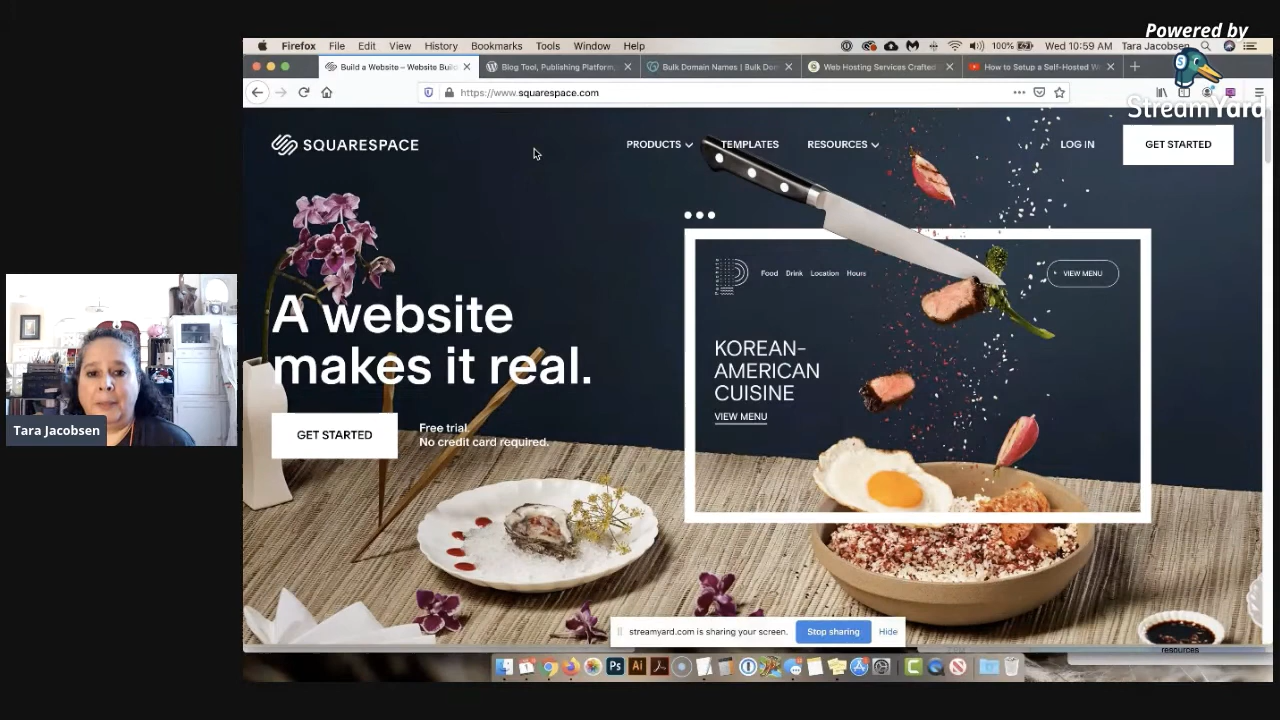 Powered by
StreamYard
Firefox File Edit View History Bookmarks Tools Window Help
100% Wed 10:59 AM Tara Jacobsen
Build a Website – Website Buil
Blog Tool, Publishing Platform,
Bulk Domain Names | Bulk Dom
Web Hosting Services Crafted
How to Setup a Self-Hosted W
https://www.squarespace.com
SQUARESPACE
PRODUCTS
TEMPLATES
RESOURCES
LOG IN
GET STARTED
Food Drink Location Hours
VIEW MENU
A website
makes it real.
GET STARTED
Free trial.
No credit card required.
KOREAN-
AMERICAN
CUISINE
VIEW MENU
Tara Jacobsen
streamyard.com is sharing your screen.
Stop sharing
Hide
resources
Ps
Ai